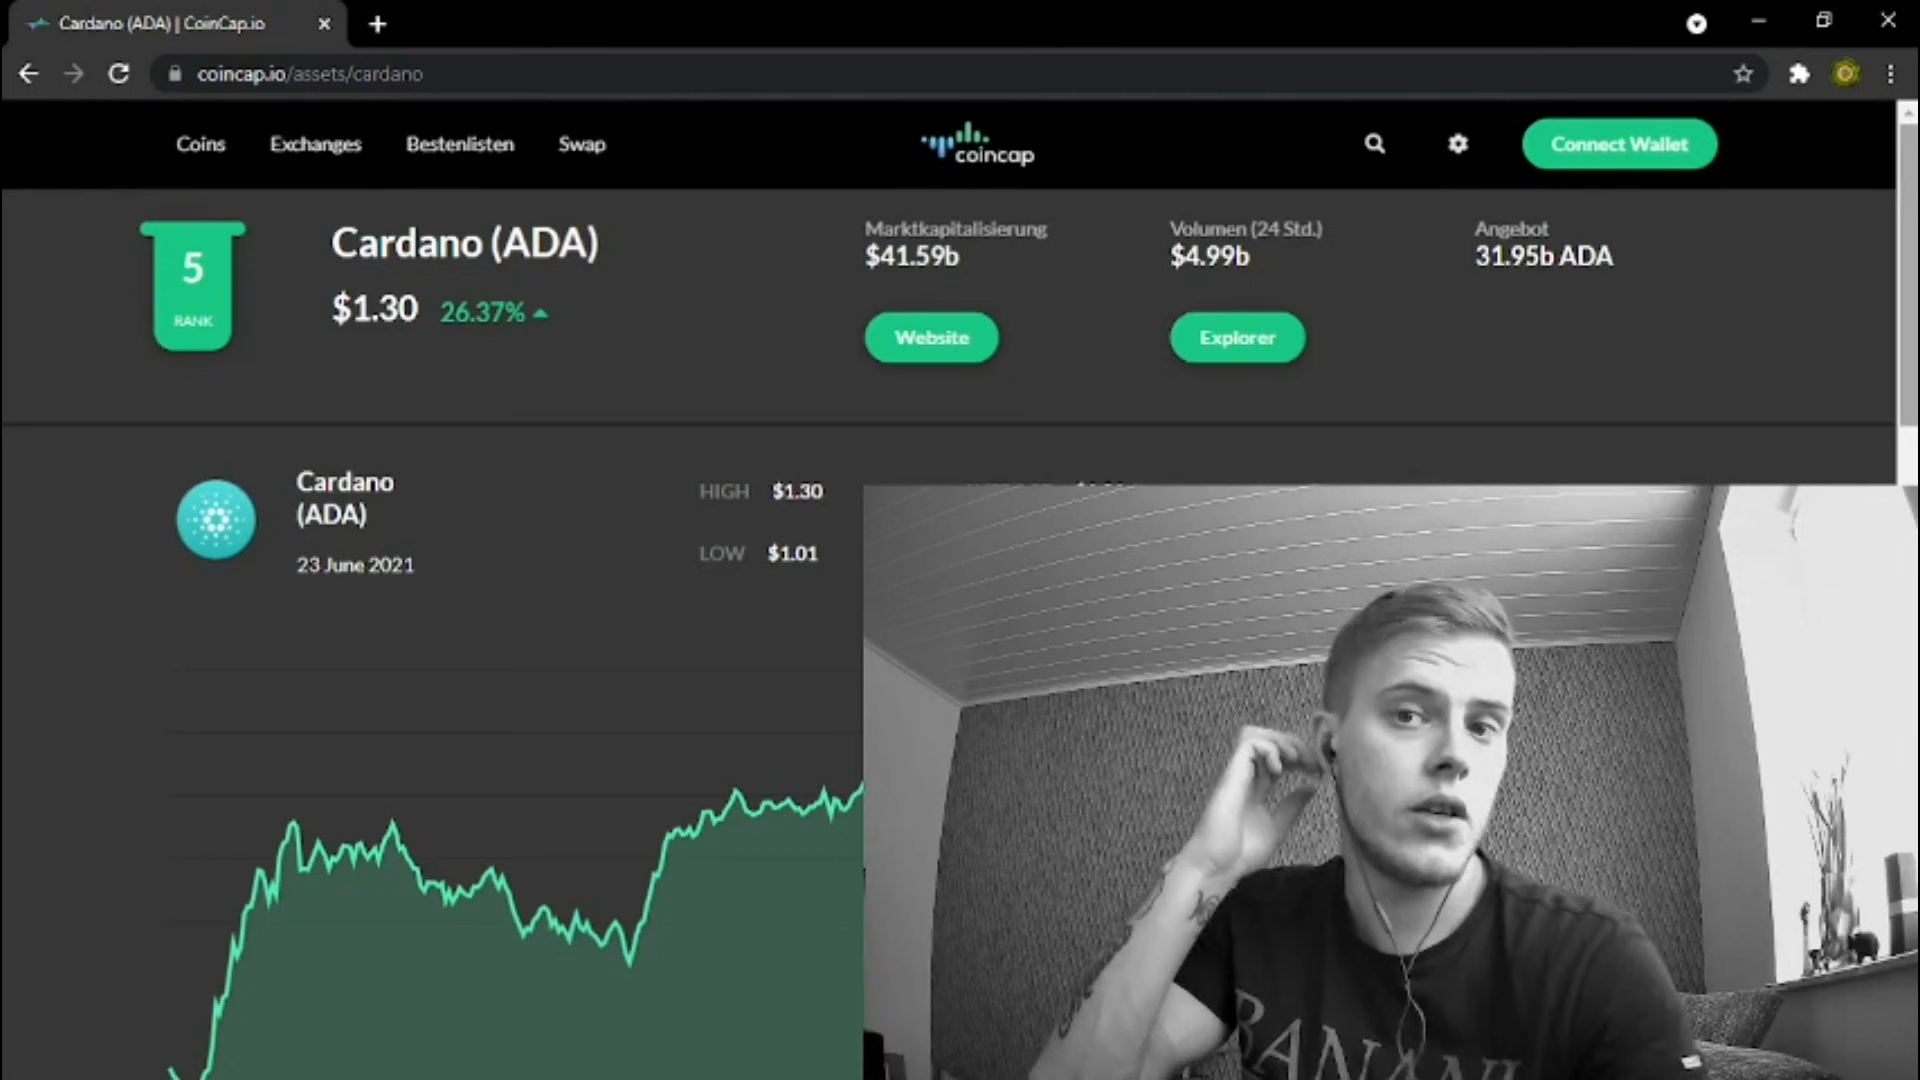 Cardano (ADA) | CoinCap.io
coincap.io/assets/cardano
Coins Exchanges Bestenlisten Swap coincap Connect Wallet
5
RANK
Cardano (ADA)
$1.30 26.37%
Marktkapitalisierung
$41.59b
Volumen (24 Std.)
$4.99b
Angebot
31.95b ADA
Website
Explorer
Cardano
(ADA)
23 June 2021
HIGH $1.30
LOW $1.01